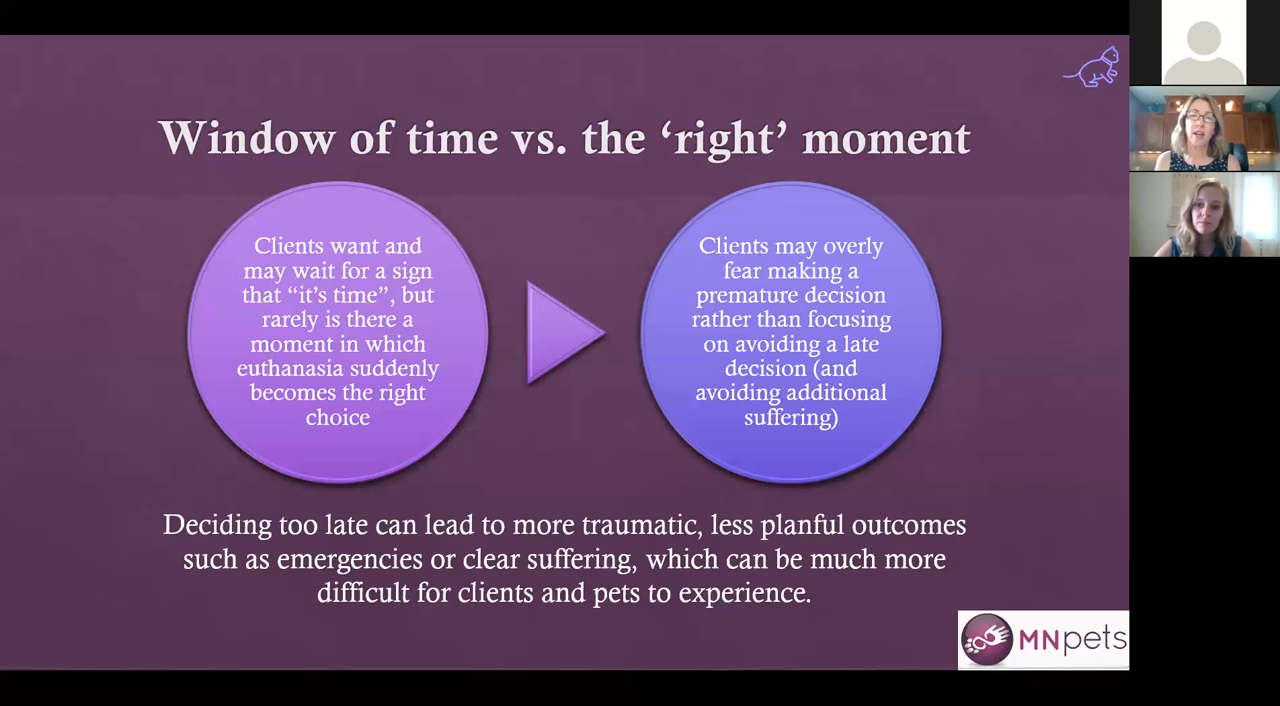 Window of time vs. the ‘right’ moment
Clients want and
may wait for a sign
that “it’s time”, but
rarely is there a
moment in which
euthanasia suddenly
becomes the right
choice
Clients may overly
fear making a
premature decision
rather than focusing
on avoiding a late
decision (and
avoiding additional
suffering)
Deciding too late can lead to more traumatic, less planful outcomes
such as emergencies or clear suffering, which can be much more
difficult for clients and pets to experience.
MNpets